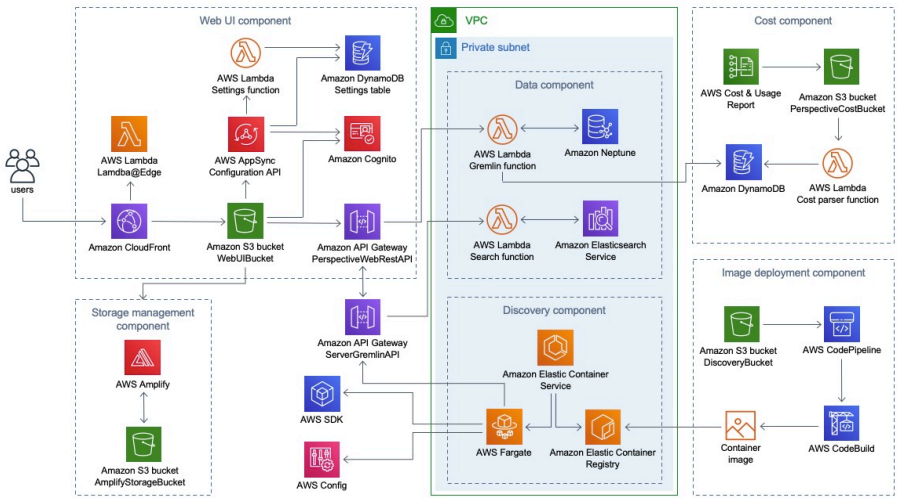 Web UI component
AWS Lambda
Settings function
Amazon DynamoDB
Settings table
AWS Lambda
Lamdba@Edge
AWS AppSync
Configuration API
Amazon Cognito
users
Amazon CloudFront
Amazon S3 bucket
WebUIBucket
Amazon API Gateway
PerspectiveWebRestAPI
Storage management
component
AWS Amplify
Amazon S3 bucket
AmplifyStorageBucket
Amazon API Gateway
ServerGremlinAPI
AWS SDK
AWS Config
VPC
Private subnet
Data component
AWS Lambda
Gremlin function
Amazon Neptune
AWS Lambda
Search function
Amazon Elasticsearch
Service
Discovery component
Amazon Elastic Container
Service
AWS Fargate
Amazon Elastic Container
Registry
Cost component
AWS Cost & Usage
Report
Amazon S3 bucket
PerspectiveCostBucket
Amazon DynamoDB
AWS Lambda
Cost parser function
Image deployment component
Amazon S3 bucket
DiscoveryBucket
AWS CodePipeline
Container
image
AWS CodeBuild